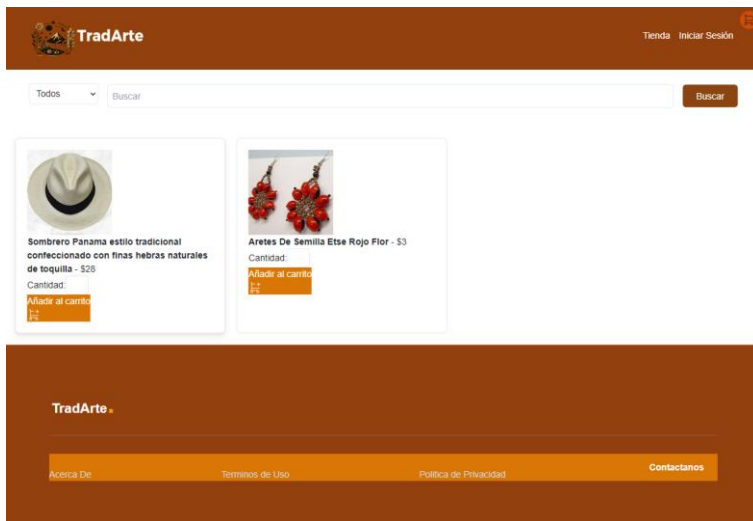 TradArte
Tienda Iniciar Sesión
Todos
Buscar
Buscar
Sombrero Panama estilo tradicional
confeccionado con finas hebras naturales
de toquilla - $28
Cantidad:
Añadir al carrito
Aretes De Semilla Etse Rojo Flor - $3
Cantidad:
Añadir al carrito
TradArte.
Acerca De
Terminos de Uso
Politica de Privacidad
Contactanos